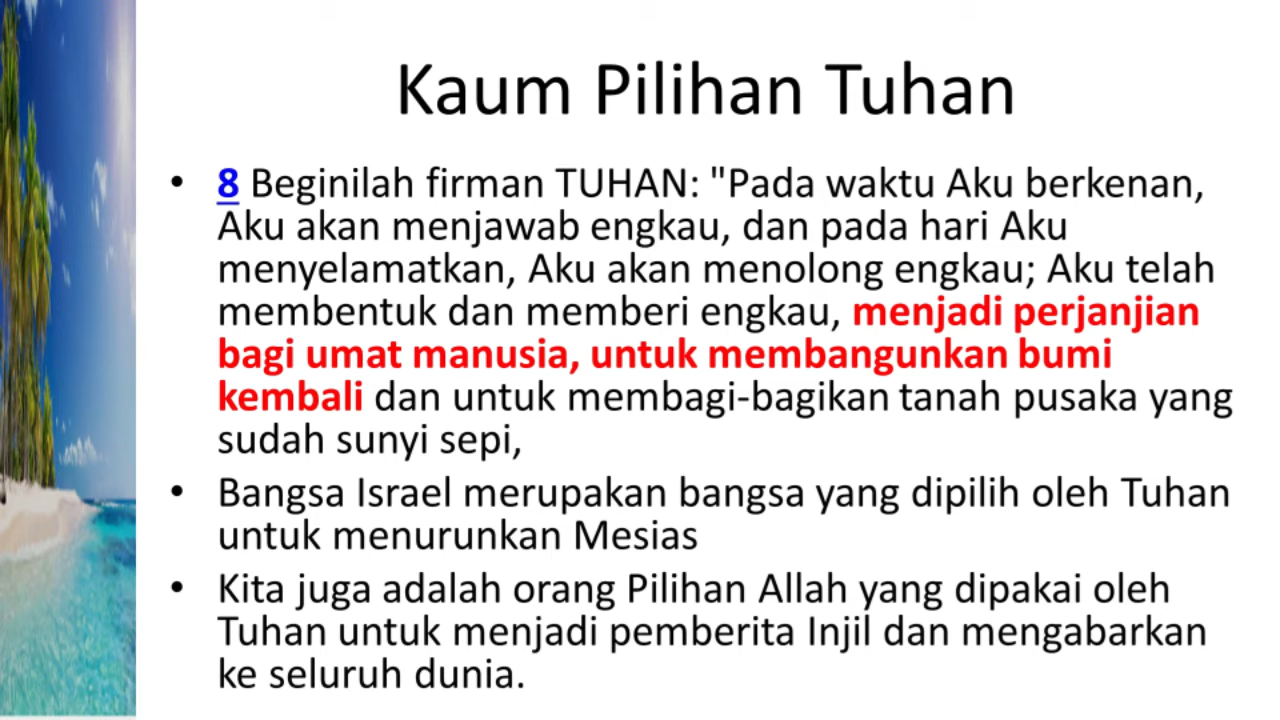 Kaum Pilihan Tuhan
• 8 Beginilah firman TUHAN: "Pada waktu Aku berkenan,
Aku akan menjawab engkau, dan pada hari Aku
menyelamatkan, Aku akan menolong engkau; Aku telah
membentuk dan memberi engkau, menjadi perjanjian
bagi umat manusia, untuk membangunkan bumi
kembali dan untuk membagi-bagikan tanah pusaka yang
sudah sunyi sepi,
• Bangsa Israel merupakan bangsa yang dipilih oleh Tuhan
untuk menurunkan Mesias
• Kita juga adalah orang Pilihan Allah yang dipakai oleh
Tuhan untuk menjadi pemberita Injil dan mengabarkan
ke seluruh dunia.